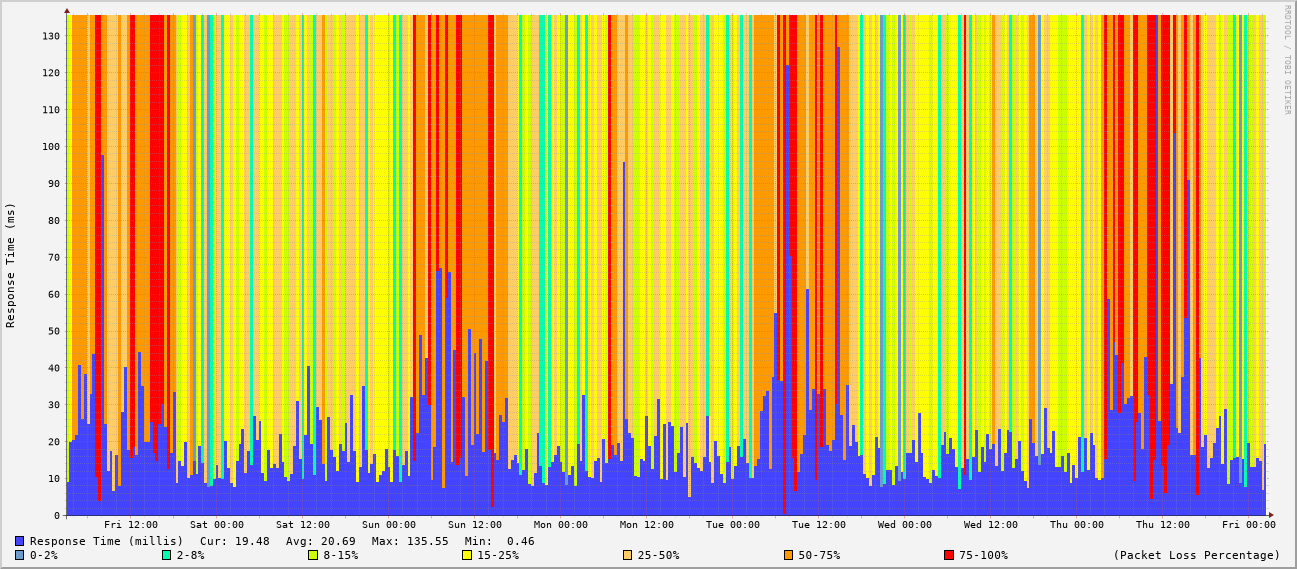 RRDTOOL / TOBI OETIKER
Response Time (ms)
130
120
110
100
90
80
70
60
50
40
30
20
10
0
Fri 12:00 Sat 00:00 Sat 12:00 Sun 00:00 Sun 12:00 Mon 00:00 Mon 12:00 Tue 00:00 Tue 12:00 Wed 00:00 Wed 12:00 Thu 00:00 Thu 12:00 Fri 00:00
Response Time (millis) Cur: 19.48 Avg: 20.69 Max: 135.55 Min: 0.46
0-2% 2-8% 8-15% 15-25% 25-50% 50-75% 75-100% (Packet Loss Percentage)